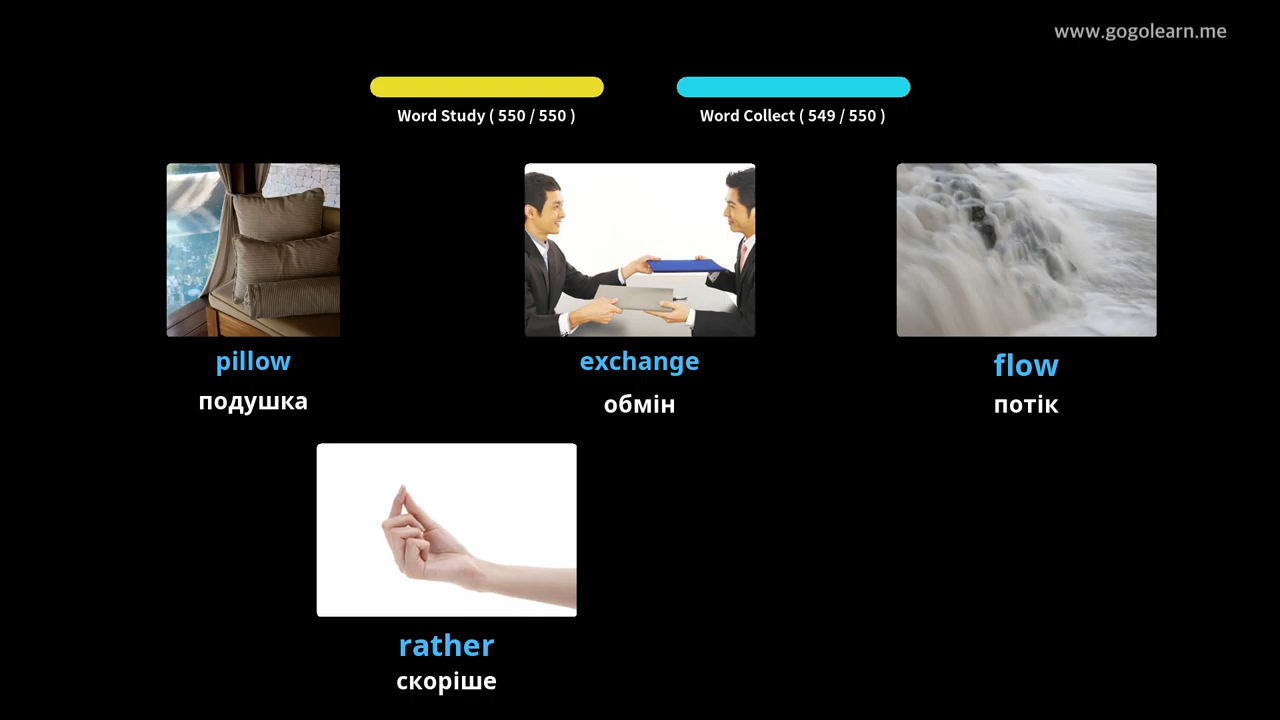 www.gogolearn.me
Word Study ( 550 / 550 )
Word Collect ( 549 / 550 )
pillow
подушка
exchange
обмін
flow
потік
rather
скоріше